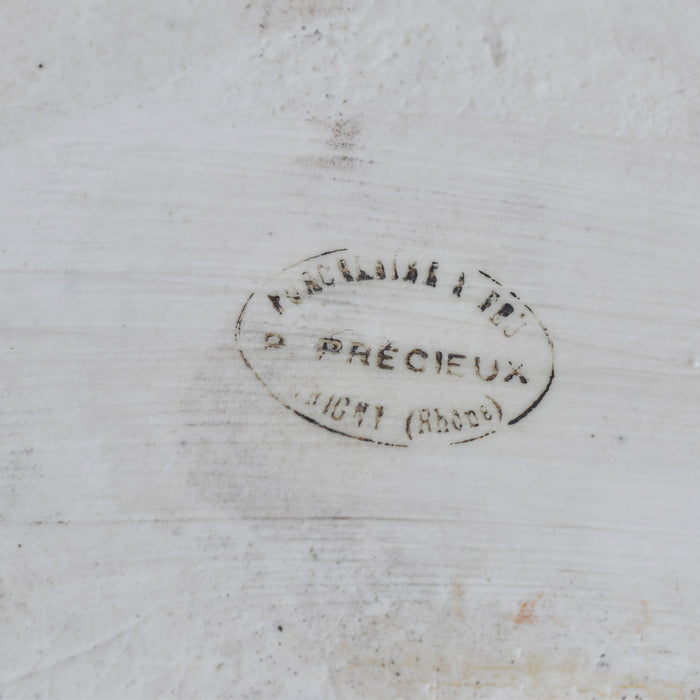 PORCELAINE A FEU
P PRÉCIEUX
(Rhône)